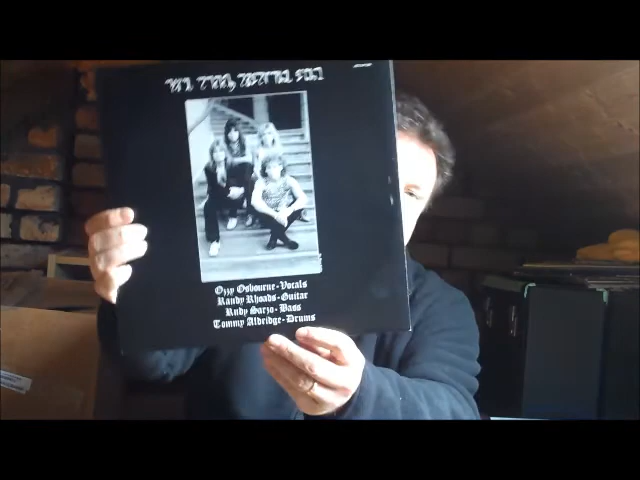 Ozzy Osbourne-Vocals
Randy Rhoads-Guitar
Rudy Sarzo-Bass
Tommy Aldridge-Drums